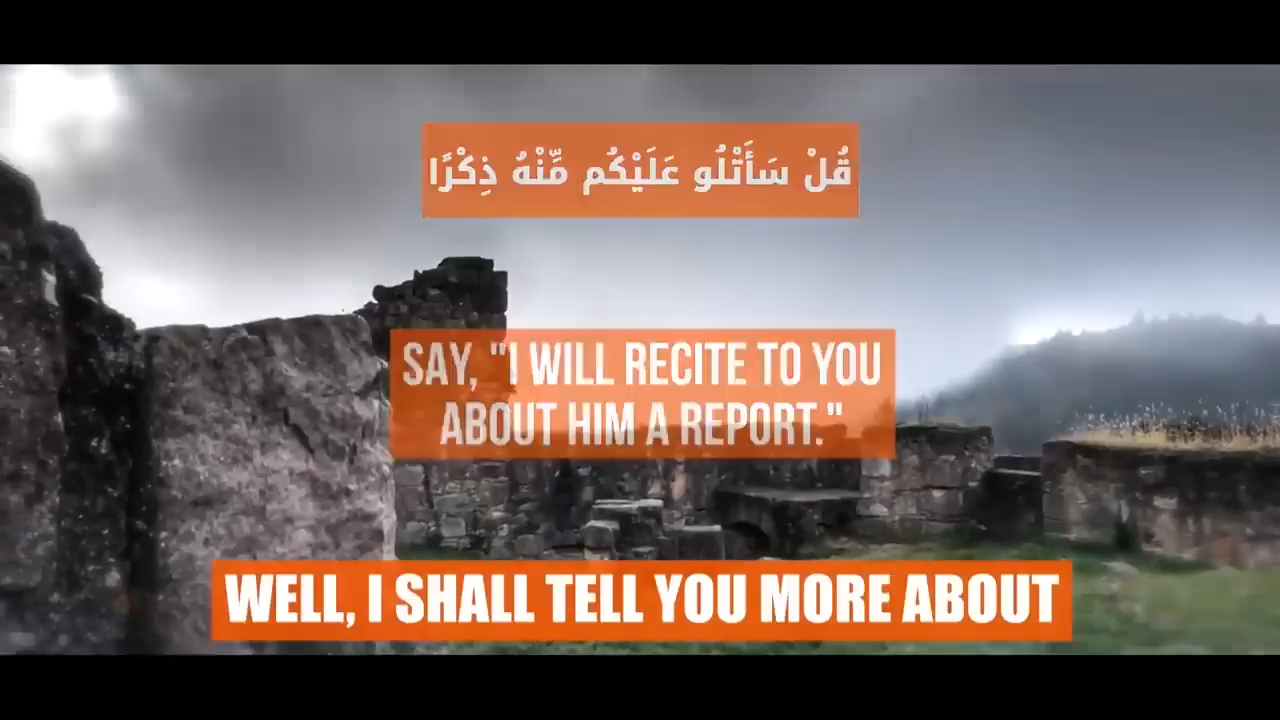 قُلْ سَأَتْلُو عَلَيْكُم مِّنْهُ ذِكْرًا
SAY, "I WILL RECITE TO YOU
ABOUT HIM A REPORT."
WELL, I SHALL TELL YOU MORE ABOUT